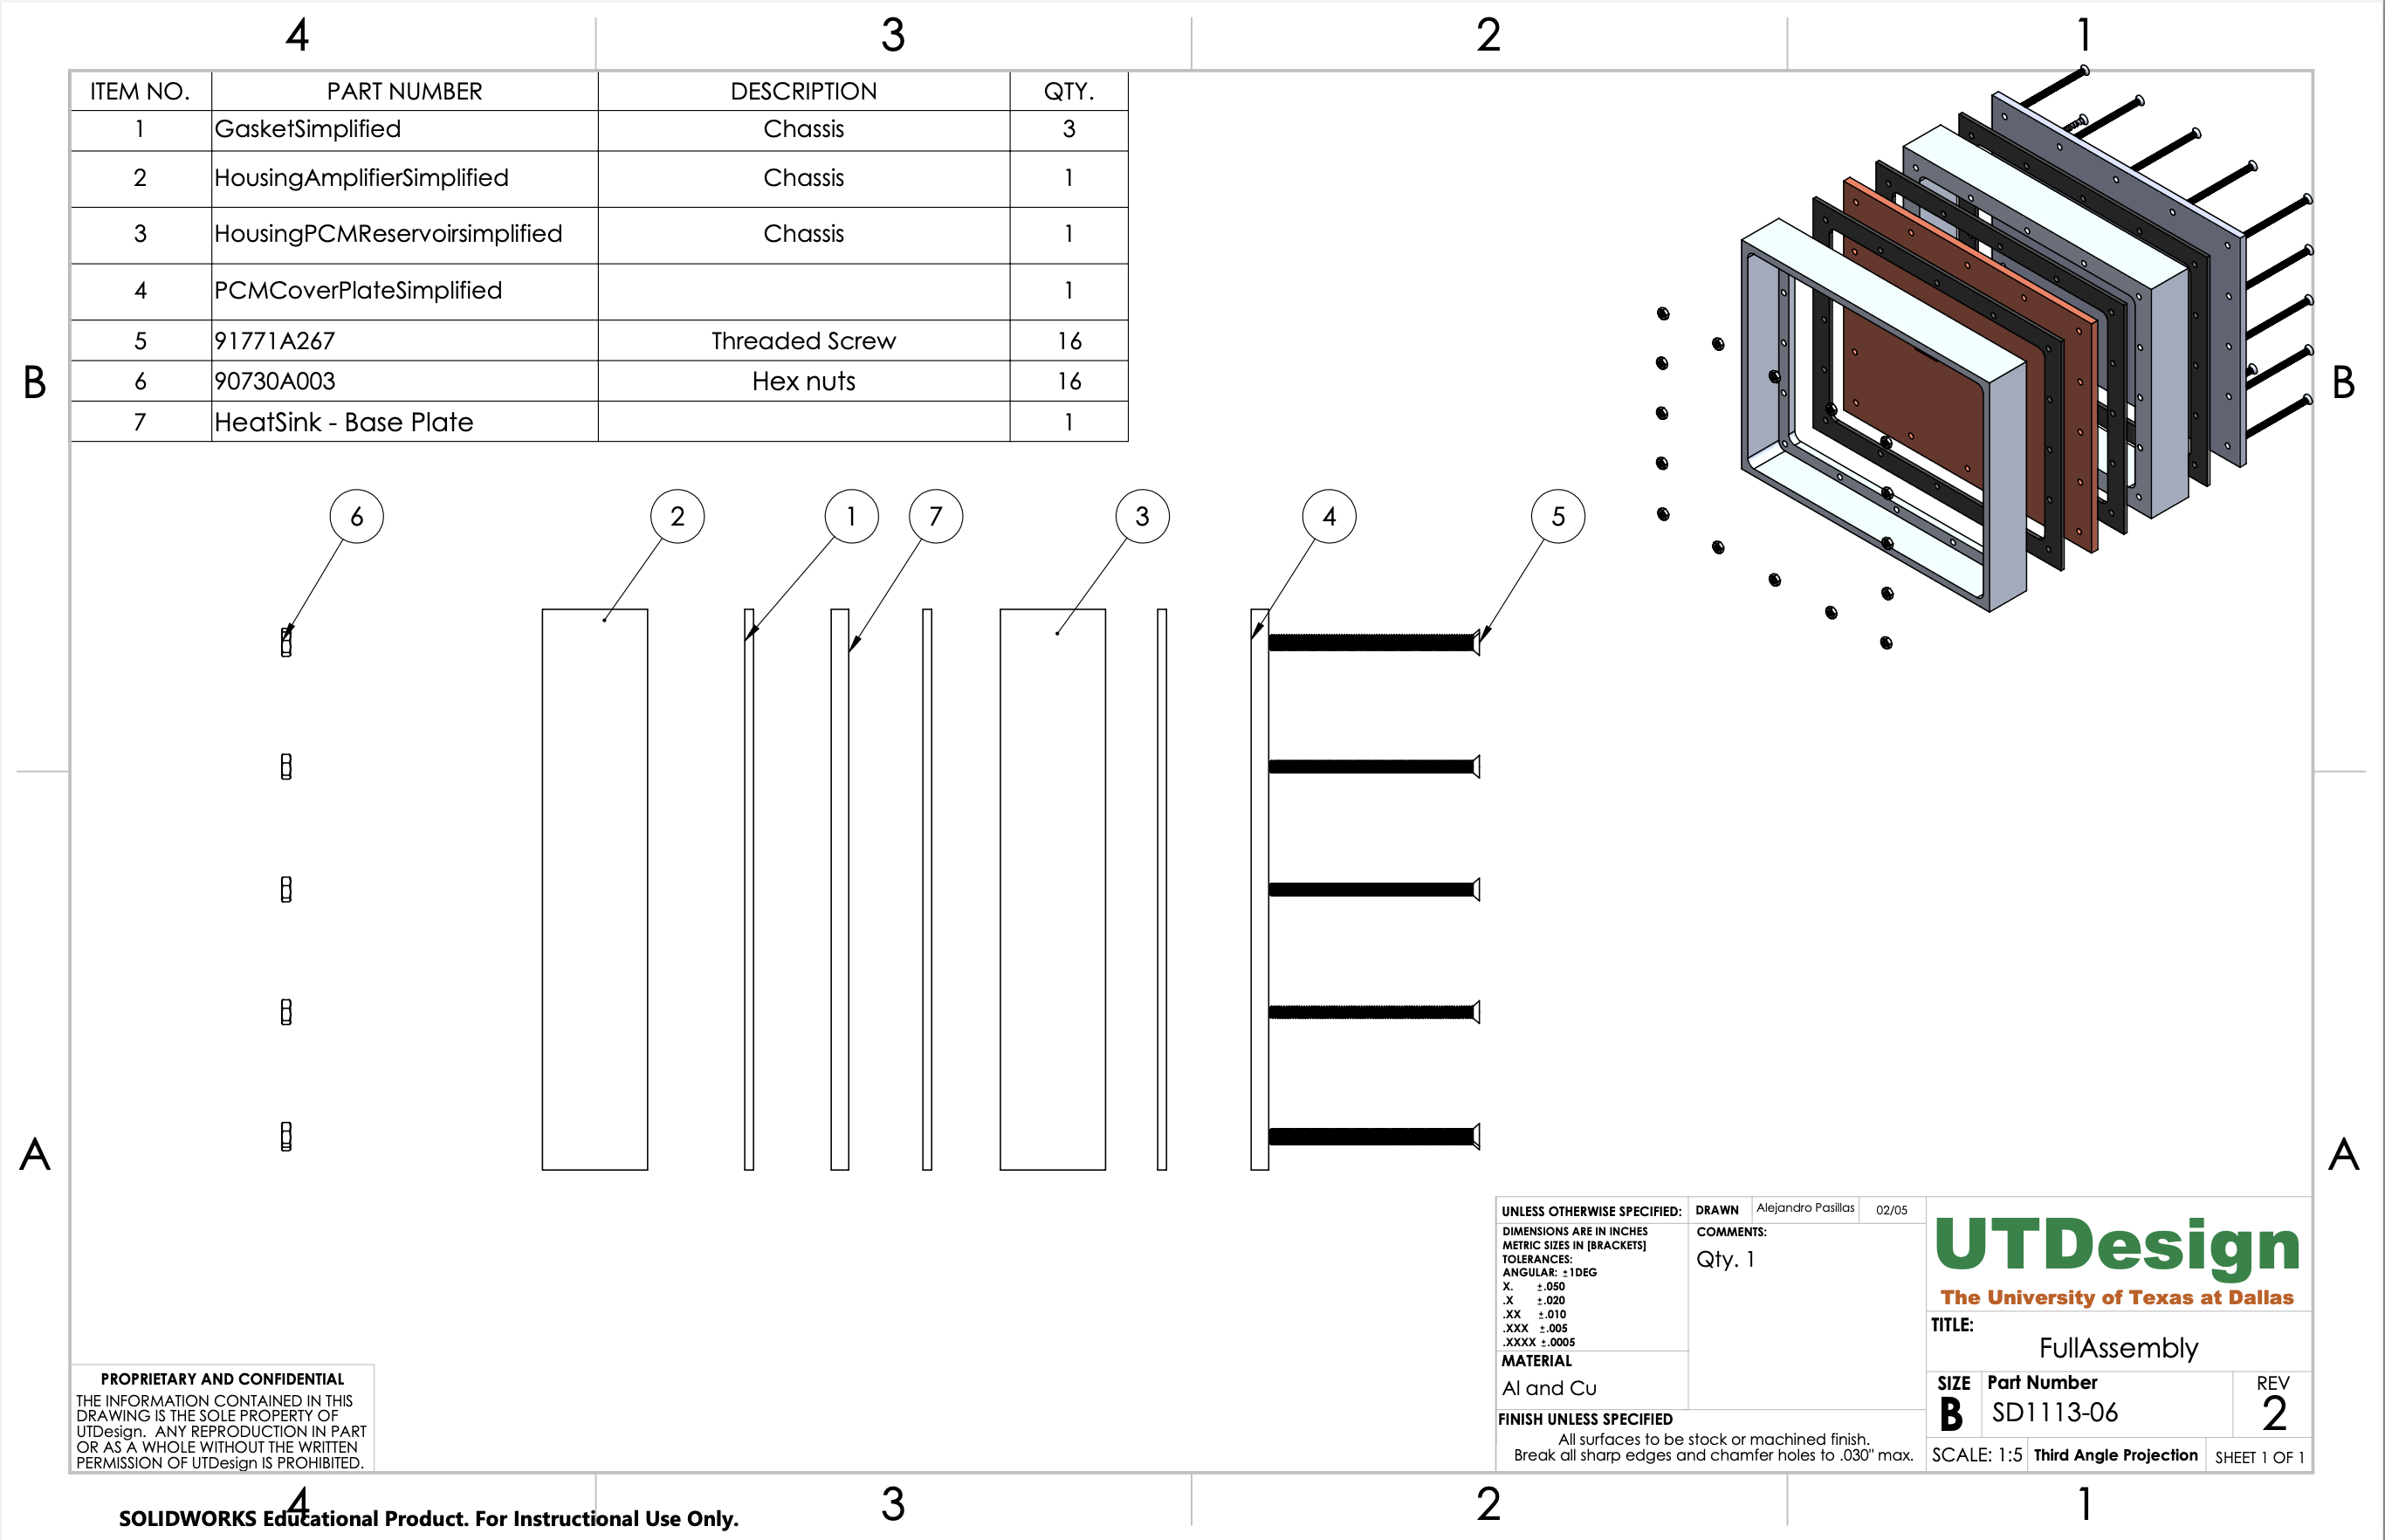 4 3 2 1
ITEM NO. PART NUMBER DESCRIPTION QTY.
1 GasketSimplified Chassis 3
2 HousingAmplifierSimplified Chassis 1
3 HousingPCMReservoirsimplified Chassis 1
4 PCMCoverPlateSimplified 1
5 91771A267 Threaded Screw 16
6 90730A003 Hex nuts 16
7 HeatSink - Base Plate 1
B B
6 2 1 7 3 4 5
A A
UNLESS OTHERWISE SPECIFIED:
DIMENSIONS ARE IN INCHES
METRIC SIZES IN [BRACKETS]
TOLERANCES:
ANGULAR: ±1DEG
X. ±.050
.X ±.020
.XX ±.010
.XXX ±.005
.XXXX ±.0005
MATERIAL
Al and Cu
DRAWN Alejandro Pasillas 02/05
COMMENTS:
Qty. 1
FINISH UNLESS SPECIFIED
All surfaces to be stock or machined finish.
Break all sharp edges and chamfer holes to .030" max.
UTDesign
The University of Texas at Dallas
TITLE:
FullAssembly
SIZE Part Number REV
B SD1113-06 2
SCALE: 1:5 Third Angle Projection SHEET 1 OF 1
PROPRIETARY AND CONFIDENTIAL
THE INFORMATION CONTAINED IN THIS
DRAWING IS THE SOLE PROPERTY OF
UTDesign. ANY REPRODUCTION IN PART
OR AS A WHOLE WITHOUT THE WRITTEN
PERMISSION OF UTDesign IS PROHIBITED.
4 3 2 1
SOLIDWORKS Educational Product. For Instructional Use Only.